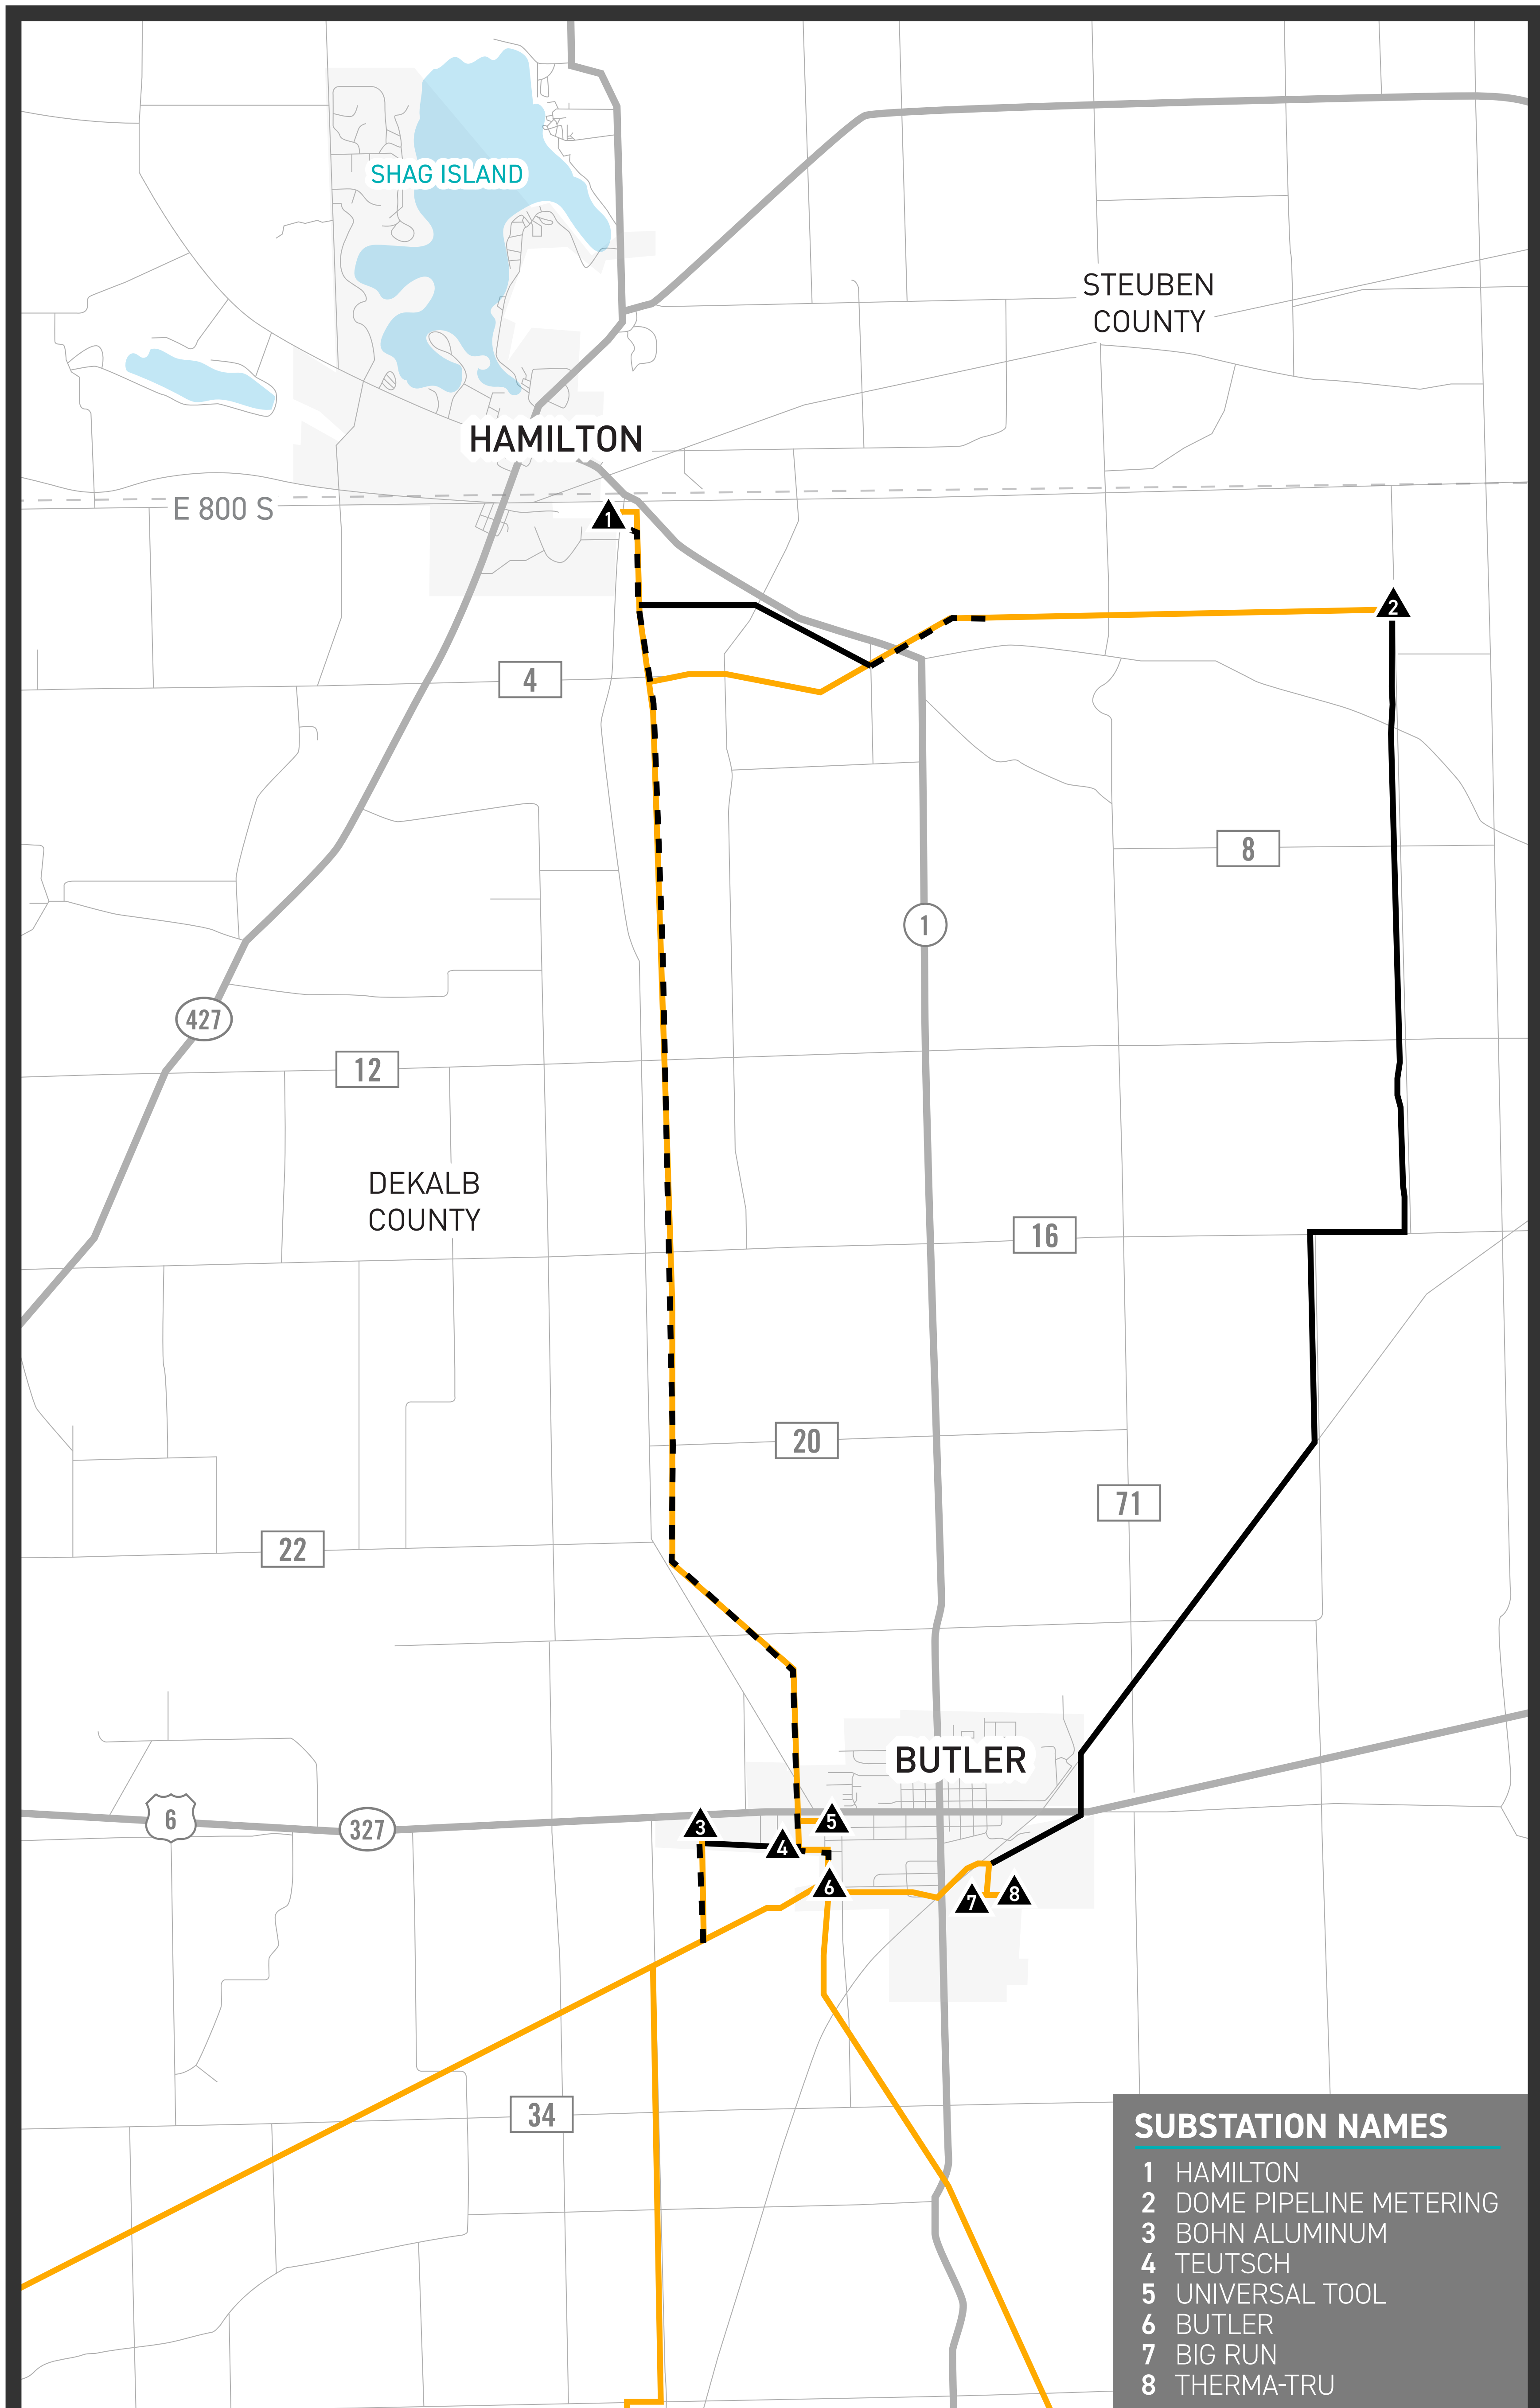 SHAG ISLAND
STEUBEN
COUNTY
HAMILTON
E 800 S
1
2
4
8
1
427
12
DEKALB
COUNTY
16
20
71
22
BUTLER
6
327
3
5
4
6
7
8
34
SUBSTATION NAMES
1 HAMILTON
2 DOME PIPELINE METERING
3 BOHN ALUMINUM
4 TEUTSCH
5 UNIVERSAL TOOL
6 BUTLER
7 BIG RUN
8 THERMA-TRU